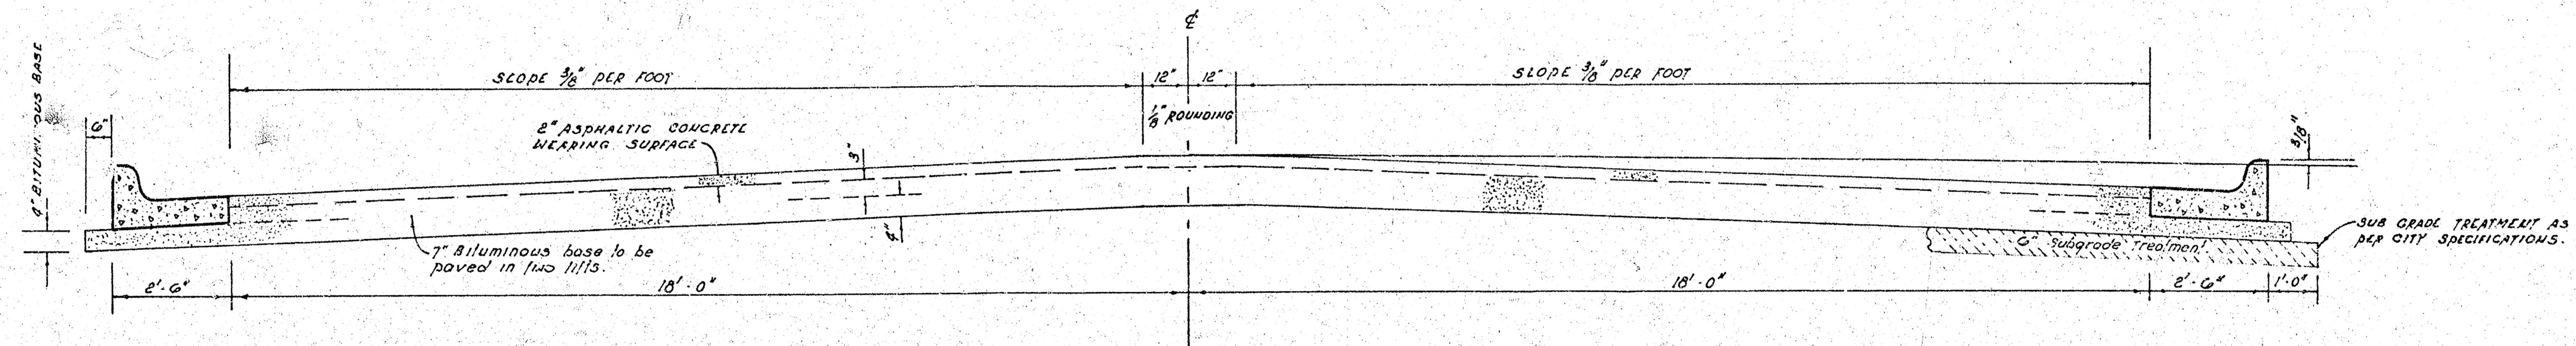 ℄
SLOPE 3/8" PER FOOT
12"
12"
SLOPE 3/8" PER FOOT
1/8" ROUNDING
4" BITUMINOUS BASE
6"
2" ASPHALTIC CONCRETE
WEARING SURFACE
3"
4"
3/8"
7" Bituminous base to be
paved in two lifts.
6" Subgrade Treatment
SUB GRADE TREATMENT AS
PER CITY SPECIFICATIONS.
2'-6"
18'-0"
18'-0"
2'-6"
1'-0"